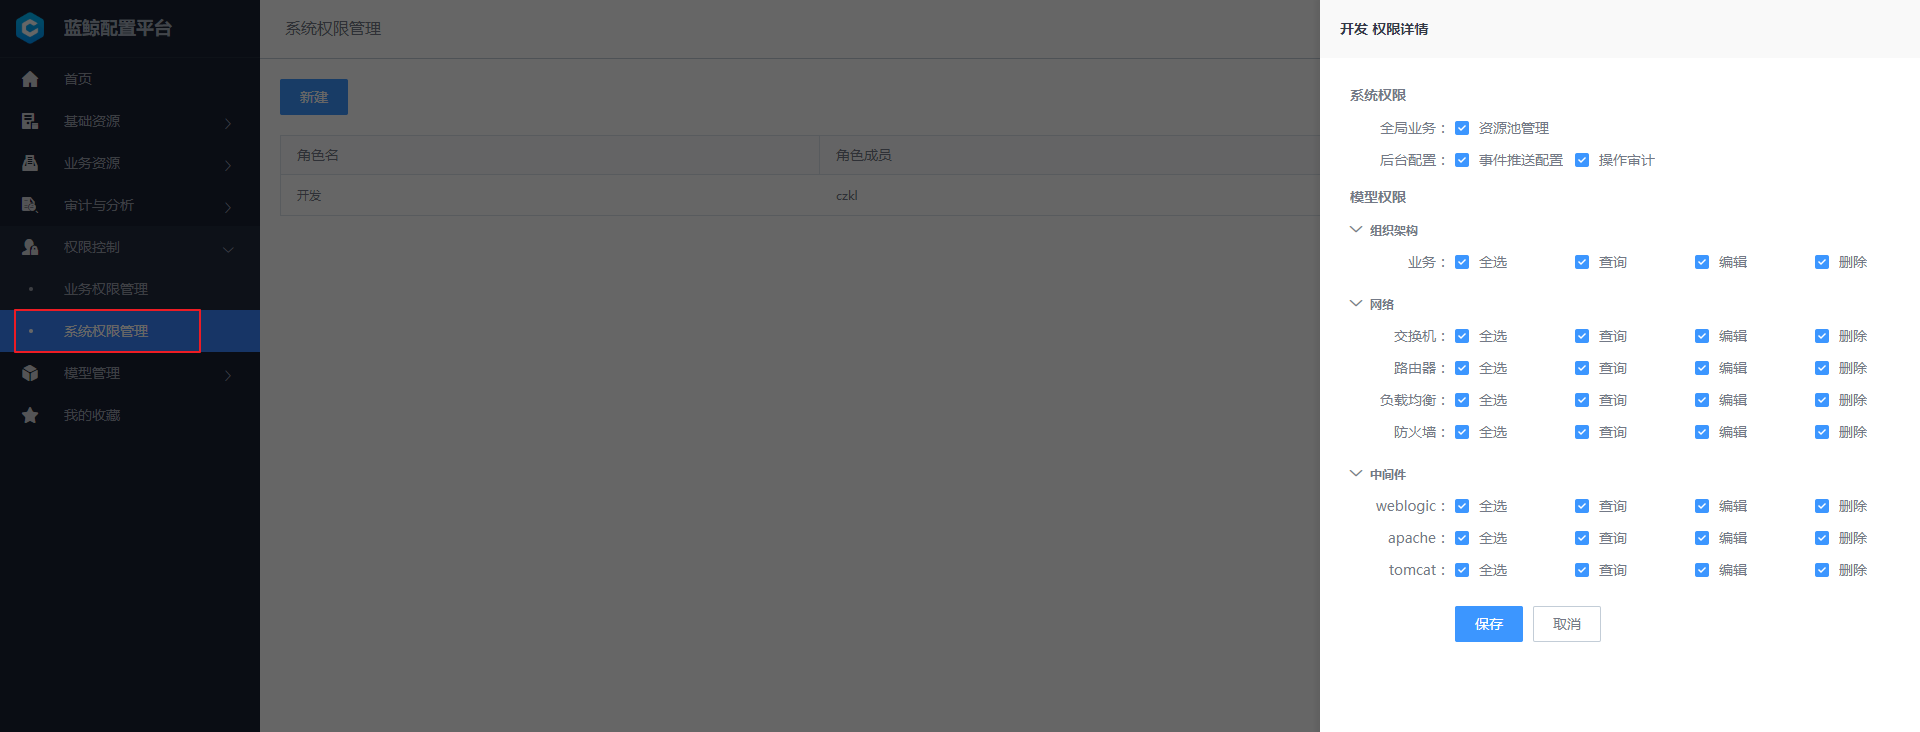 蓝鲸配置平台
首页
基础资源
业务资源
审计与分析
权限控制
业务权限管理
系统权限管理
模型管理
我的收藏
系统权限管理
新建
角色名 角色成员
开发 czkl
开发 权限详情
系统权限
全局业务： 资源池管理
后台配置： 事件推送配置 操作审计
模型权限
组织架构
业务： 全选 查询 编辑 删除
网络
交换机： 全选 查询 编辑 删除
路由器： 全选 查询 编辑 删除
负载均衡： 全选 查询 编辑 删除
防火墙： 全选 查询 编辑 删除
中间件
weblogic： 全选 查询 编辑 删除
apache： 全选 查询 编辑 删除
tomcat： 全选 查询 编辑 删除
保存 取消